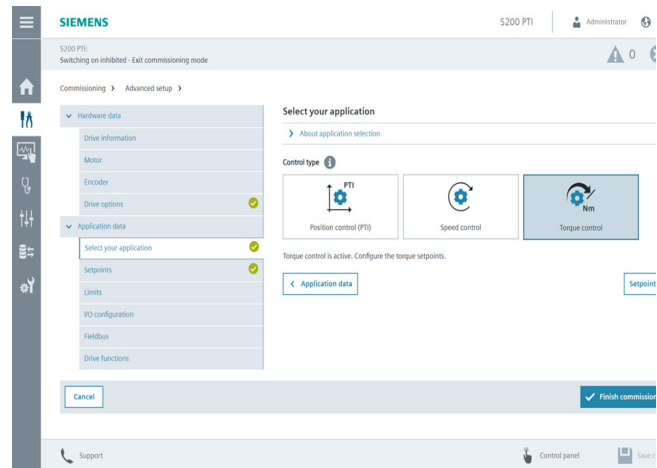 SIEMENS
S200 PTI
Administrator
S200 PTI:
Switching on inhibited - Exit commissioning mode
0
Commissioning
Advanced setup
Hardware data
Drive information
Motor
Encoder
Drive options
Application data
Select your application
Setpoints
Limits
I/O configuration
Fieldbus
Drive functions
Select your application
About application selection
Control type
PTI
Position control (PTI)
Speed control
Nm
Torque control
Torque control is active. Configure the torque setpoints.
Application data
Setpoint
Cancel
Finish commission
Support
Control panel
Save